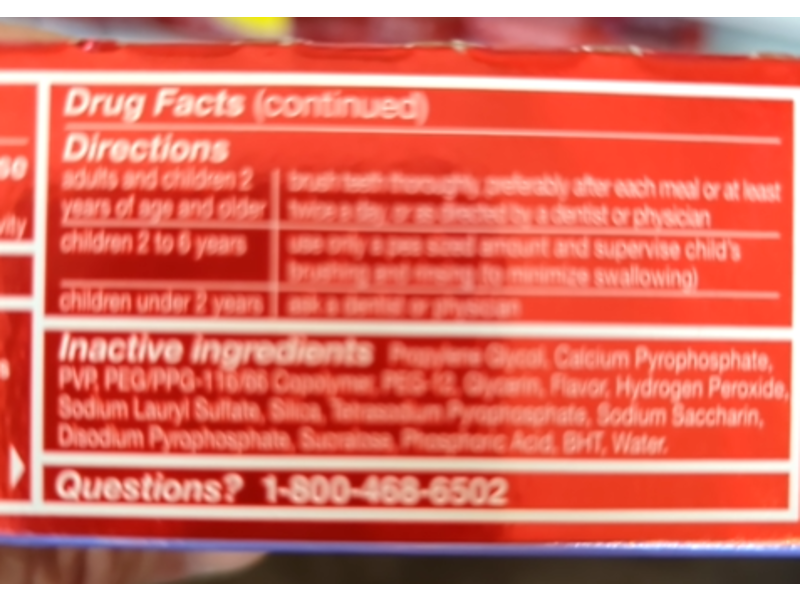 Drug Facts (continued)
Directions
adults and children 2 years of age and older
brush teeth thoroughly, preferably after each meal or at least twice a day, or as directed by a dentist or physician
children 2 to 6 years
use only a pea sized amount and supervise child's brushing and rinsing (to minimize swallowing)
children under 2 years
ask a dentist or physician
Inactive ingredients Propylene Glycol, Calcium Pyrophosphate,
PVP, PEG/PPG-116/66 Copolymer, PEG-12, Glycerin, Flavor, Hydrogen Peroxide,
Sodium Lauryl Sulfate, Silica, Tetrasodium Pyrophosphate, Sodium Saccharin,
Disodium Pyrophosphate, Sucralose, Phosphoric Acid, BHT, Water.
Questions? 1-800-468-6502